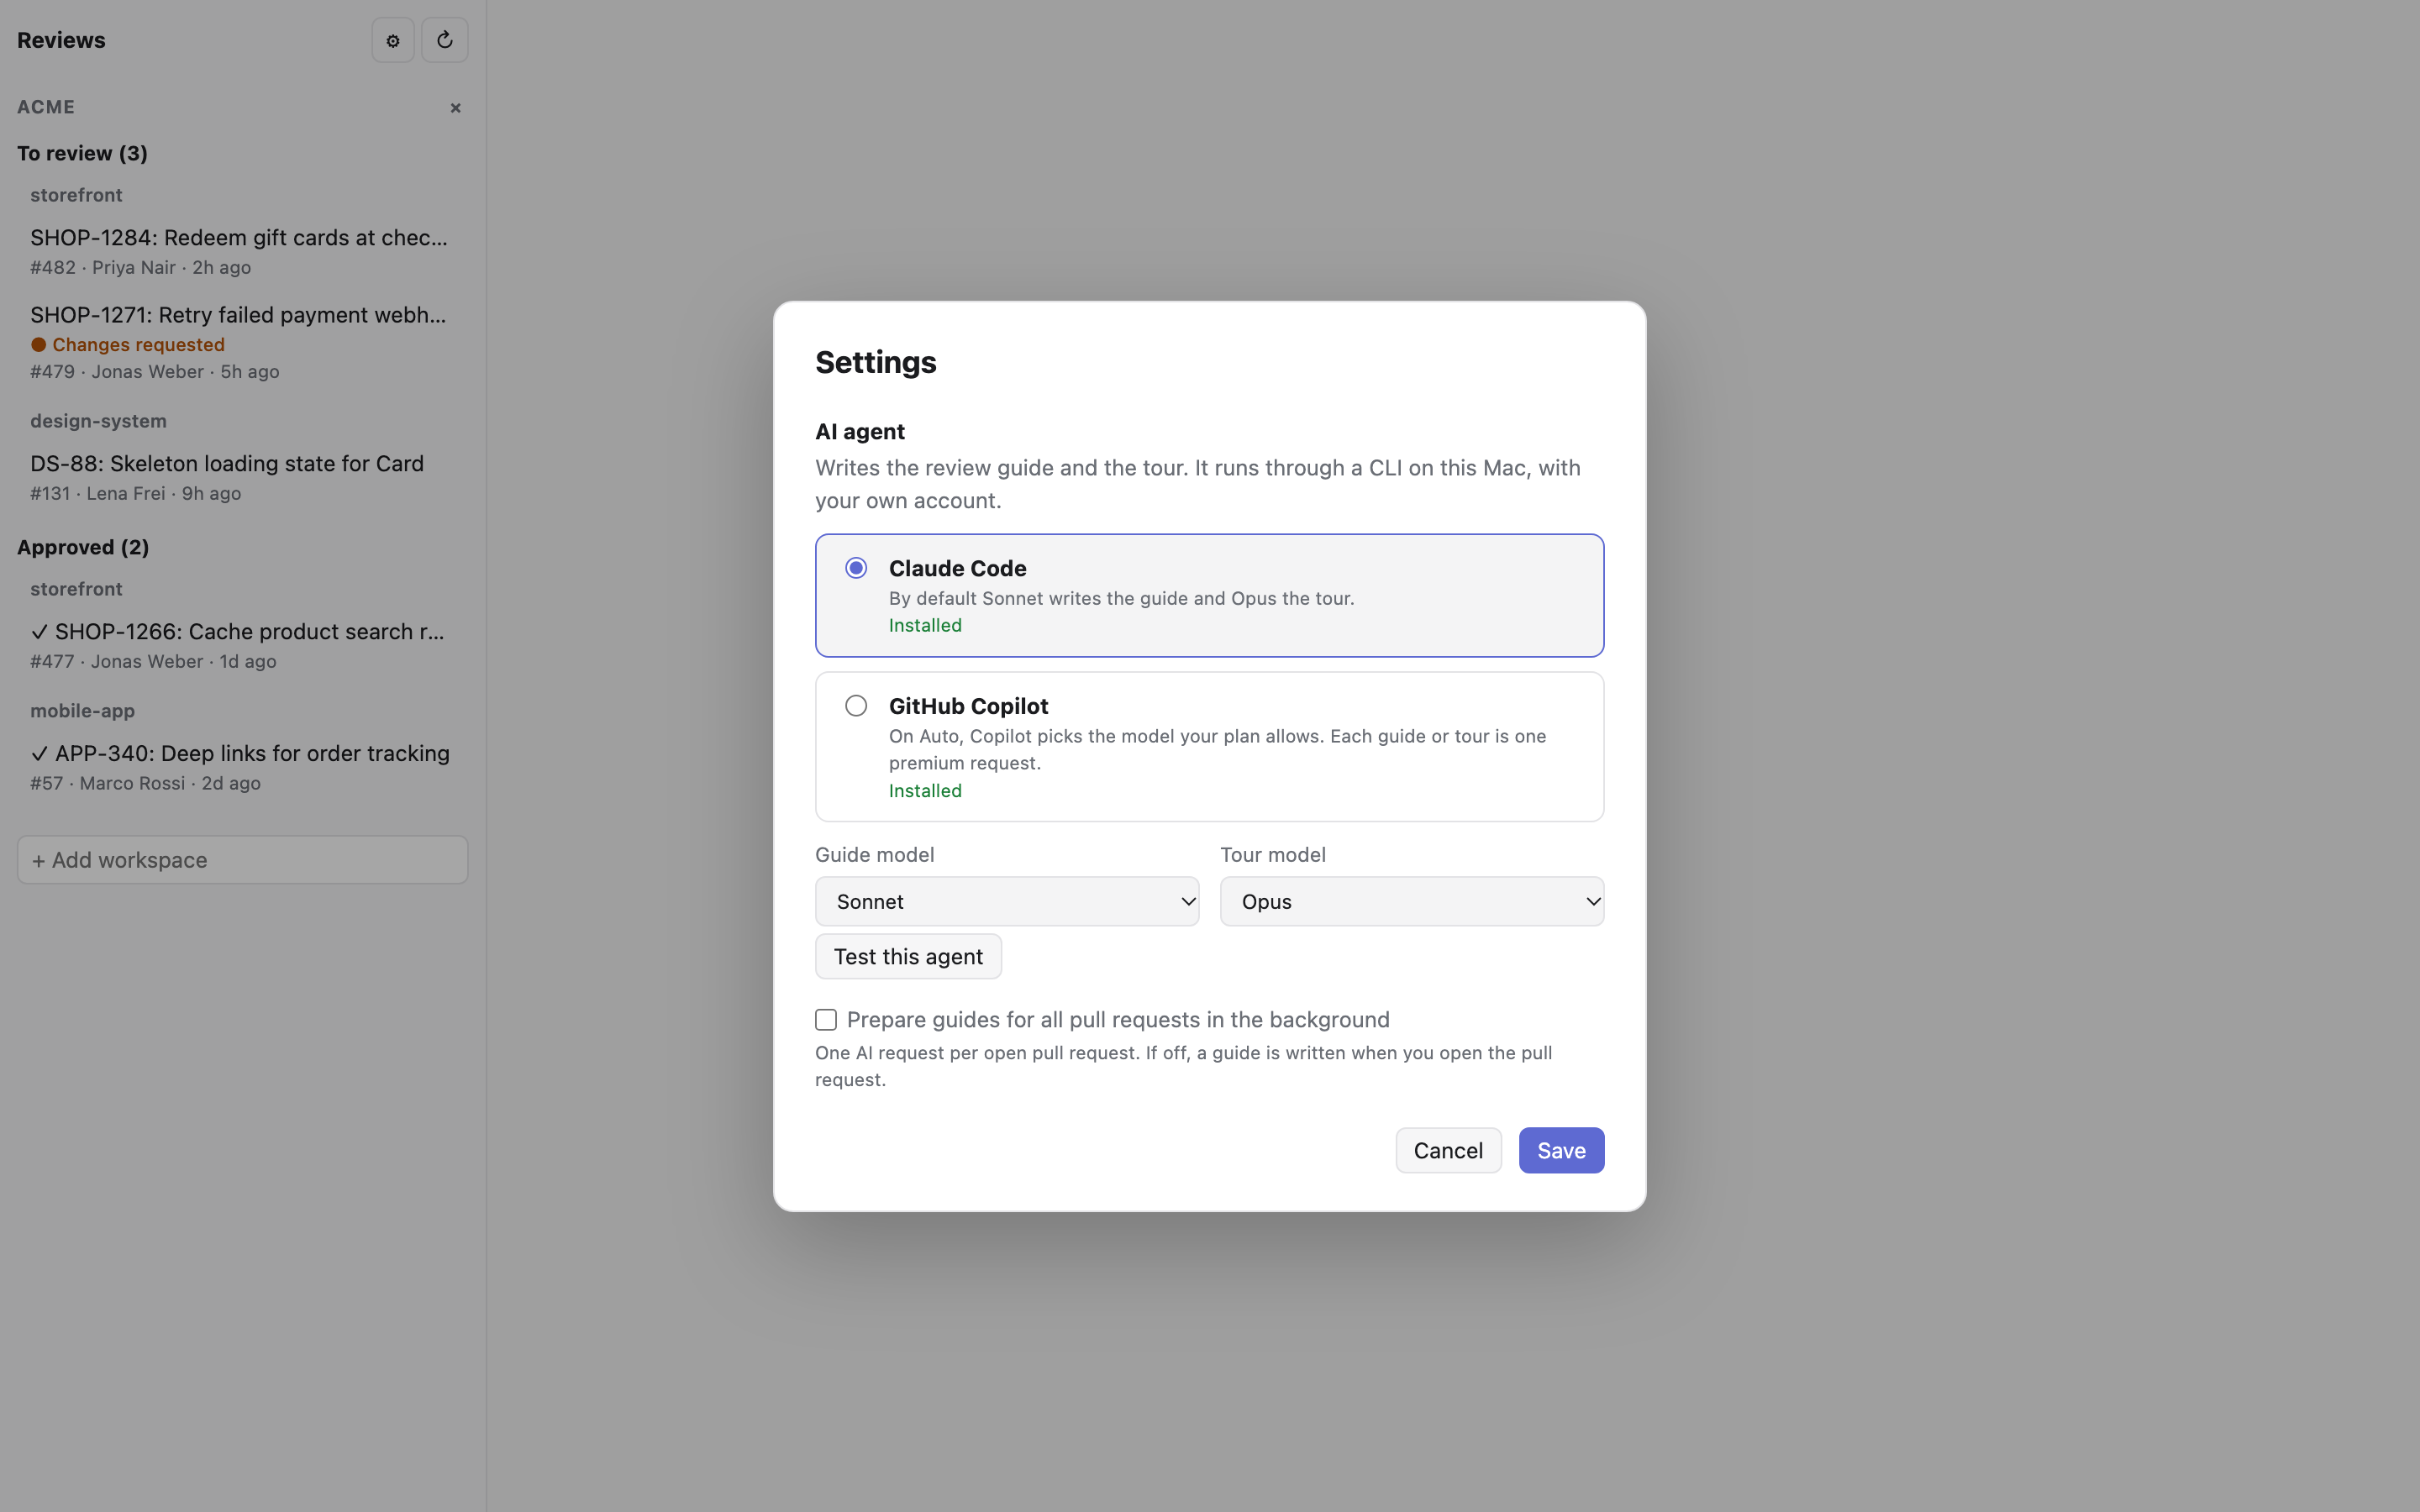 Reviews
ACME
To review (3)
storefront
SHOP-1284: Redeem gift cards at chec...
#482 · Priya Nair · 2h ago
SHOP-1271: Retry failed payment webh...
Changes requested
#479 · Jonas Weber · 5h ago
design-system
DS-88: Skeleton loading state for Card
#131 · Lena Frei · 9h ago
Approved (2)
storefront
✓ SHOP-1266: Cache product search r...
#477 · Jonas Weber · 1d ago
mobile-app
✓ APP-340: Deep links for order tracking
#57 · Marco Rossi · 2d ago
+ Add workspace
Settings
AI agent
Writes the review guide and the tour. It runs through a CLI on this Mac, with
your own account.
Claude Code
By default Sonnet writes the guide and Opus the tour.
Installed
GitHub Copilot
On Auto, Copilot picks the model your plan allows. Each guide or tour is one
premium request.
Installed
Guide model
Tour model
Sonnet
Opus
Test this agent
Prepare guides for all pull requests in the background
One AI request per open pull request. If off, a guide is written when you open the pull
request.
Cancel
Save